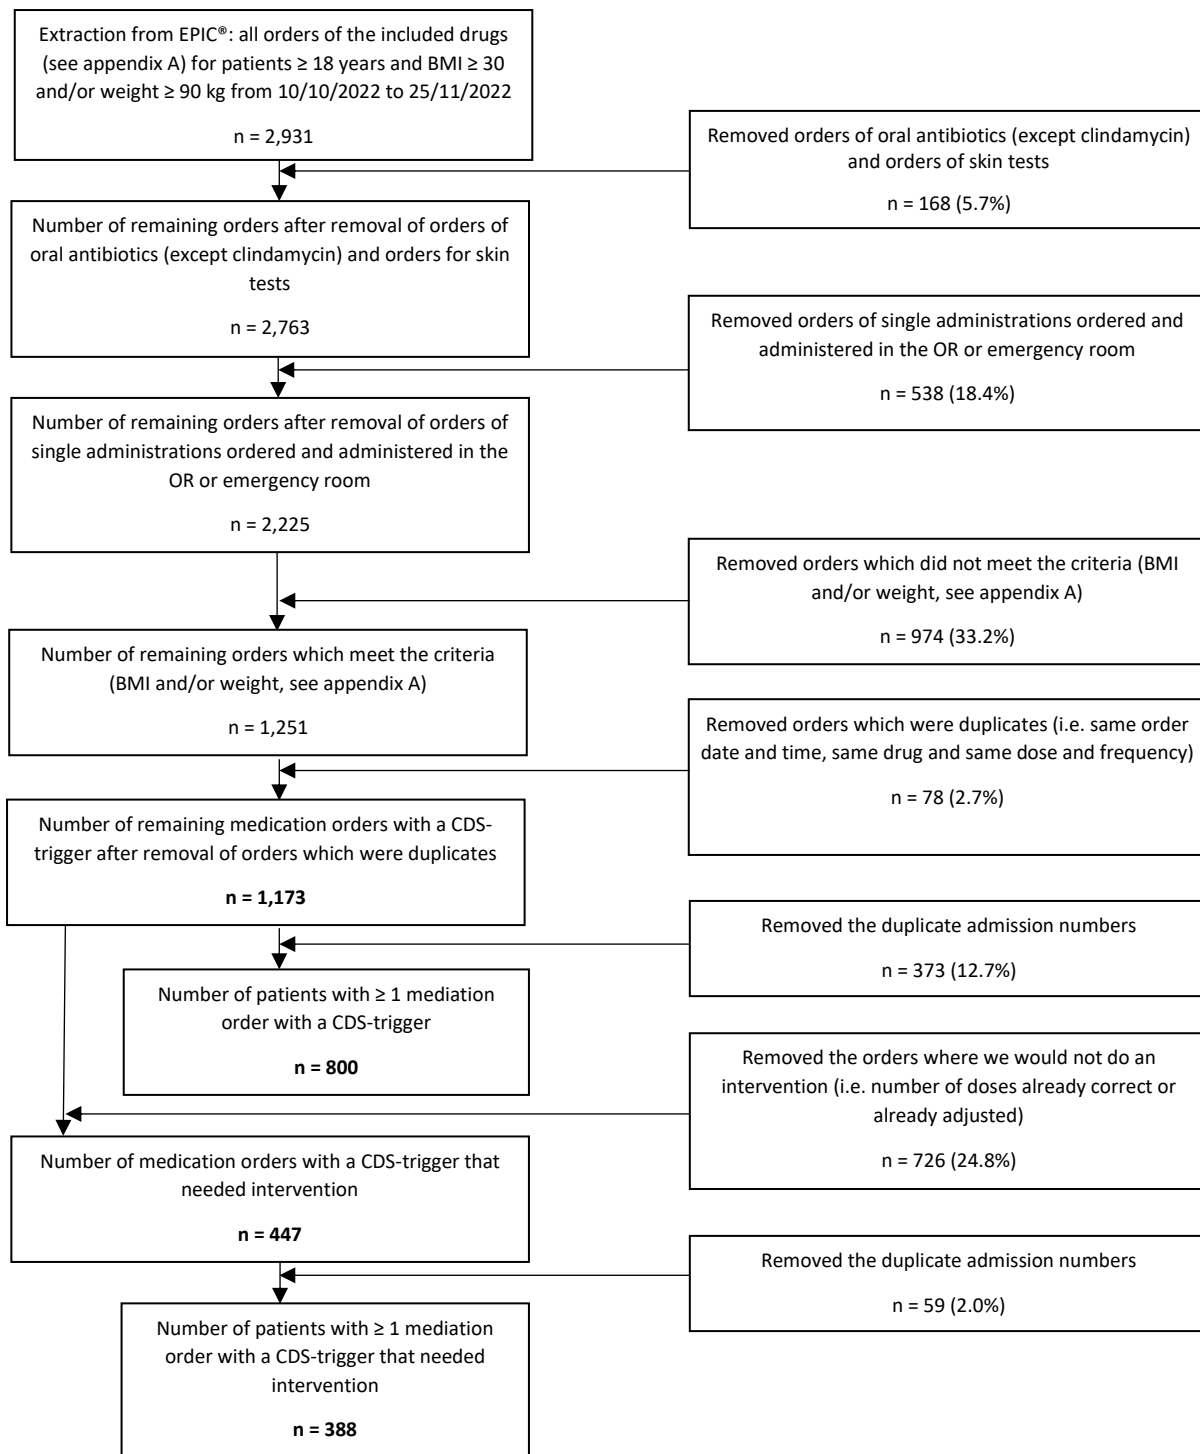 Extraction from EPIC®: all orders of the included drugs
(see appendix A) for patients ≥ 18 years and BMI ≥ 30
and/or weight ≥ 90 kg from 10/10/2022 to 25/11/2022
n = 2,931
Removed orders of oral antibiotics (except clindamycin)
and orders of skin tests
n = 168 (5.7%)
Number of remaining orders after removal of orders of
oral antibiotics (except clindamycin) and orders for skin
tests
n = 2,763
Removed orders of single administrations ordered and
administered in the OR or emergency room
n = 538 (18.4%)
Number of remaining orders after removal of orders of
single administrations ordered and administered in the
OR or emergency room
n = 2,225
Removed orders which did not meet the criteria (BMI
and/or weight, see appendix A)
n = 974 (33.2%)
Number of remaining orders which meet the criteria
(BMI and/or weight, see appendix A)
n = 1,251
Removed orders which were duplicates (i.e. same order
date and time, same drug and same dose and frequency)
n = 78 (2.7%)
Number of remaining medication orders with a CDS-
trigger after removal of orders which were duplicates
n = 1,173
Removed the duplicate admission numbers
n = 373 (12.7%)
Number of patients with ≥ 1 mediation
order with a CDS-trigger
n = 800
Removed the orders where we would not do an
intervention (i.e. number of doses already correct or
already adjusted)
n = 726 (24.8%)
Number of medication orders with a CDS-trigger that
needed intervention
n = 447
Removed the duplicate admission numbers
n = 59 (2.0%)
Number of patients with ≥ 1 mediation
order with a CDS-trigger that needed
intervention
n = 388